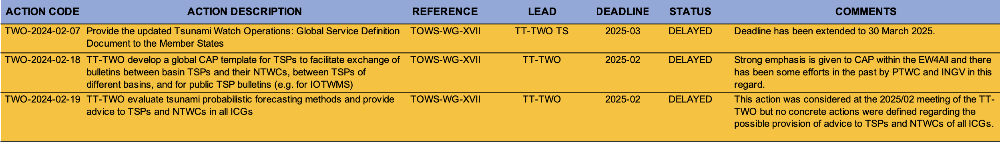 ACTION CODE ACTION DESCRIPTION REFERENCE LEAD DEADLINE STATUS COMMENTS
TWO-2024-02-07 Provide the updated Tsunami Watch Operations: Global Service Definition TOWS-WG-XVII TT-TWO TS 2025-03 DELAYED Deadline has been extended to 30 March 2025.
Document to the Member States
TWO-2024-02-18 TT-TWO develop a global CAP template for TSPs to facilitate exchange of TOWS-WG-XVII TT-TWO 2025-02 DELAYED Strong emphasis is given to CAP within the EW4All and there
bulletins between basin TSPs and their NTWCs, between TSPs of has been some efforts in the past by PTWC and INGV in this
different basins, and for public TSP bulletins (e.g. for IOTWMS) regard.
TWO-2024-02-19 TT-TWO evaluate tsunami probabilistic forecasting methods and provide TOWS-WG-XVII TT-TWO 2025-02 DELAYED This action was considered at the 2025/02 meeting of the TT-
advice to TSPs and NTWCs in all ICGs TWO but no concrete actions were defined regarding the
possible provision of advice to TSPs and NTWCs of all ICGs.